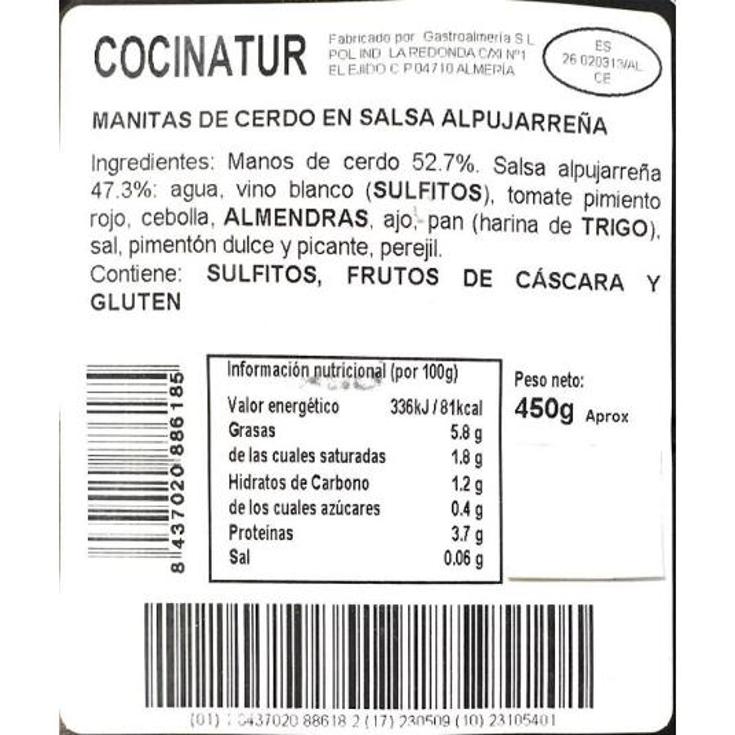 COCINATUR
Fabricado por Gastroalmería S L
POL IND LA REDONDA C/XI Nº1
EL EJIDO C P 04710 ALMERÍA
ES
26 020313/AL
CE
MANITAS DE CERDO EN SALSA ALPUJARREÑA
Ingredientes: Manos de cerdo 52.7%. Salsa alpujarreña
47.3%: agua, vino blanco (SULFITOS), tomate pimiento
rojo, cebolla, ALMENDRAS, ajo, pan (harina de TRIGO),
sal, pimentón dulce y picante, perejil.
Contiene: SULFITOS, FRUTOS DE CÁSCARA Y
GLUTEN
8 437020 886185
Información nutricional (por 100g)
Valor energético 336kJ / 81kcal
Grasas 5.8 g
de las cuales saturadas 1.8 g
Hidratos de Carbono 1.2 g
de los cuales azúcares 0.4 g
Proteínas 3.7 g
Sal 0.06 g
Peso neto:
450g Aprox
(01) 8437020 88618 2 (17) 230509 (10) 23105401